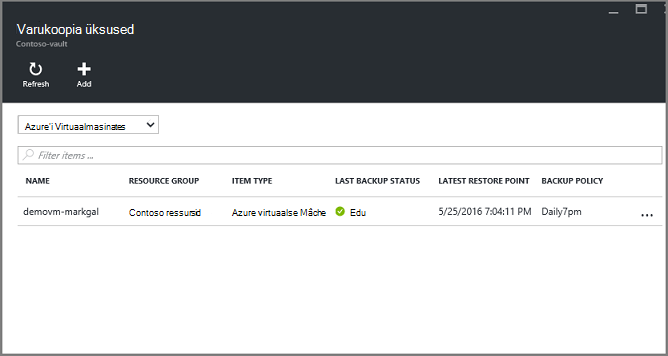 Varukoopia üksused
Contoso-vault
Refresh Add
Azure'i Virtuaalmasinates
Filter items ...
NAME RESOURCE GROUP ITEM TYPE LAST BACKUP STATUS LATEST RESTORE POINT BACKUP POLICY
demovm-markgal Contoso ressursid Azure virtuaalse Mâche Edu 5/25/2016 7:04:11 PM Daily7pm ...